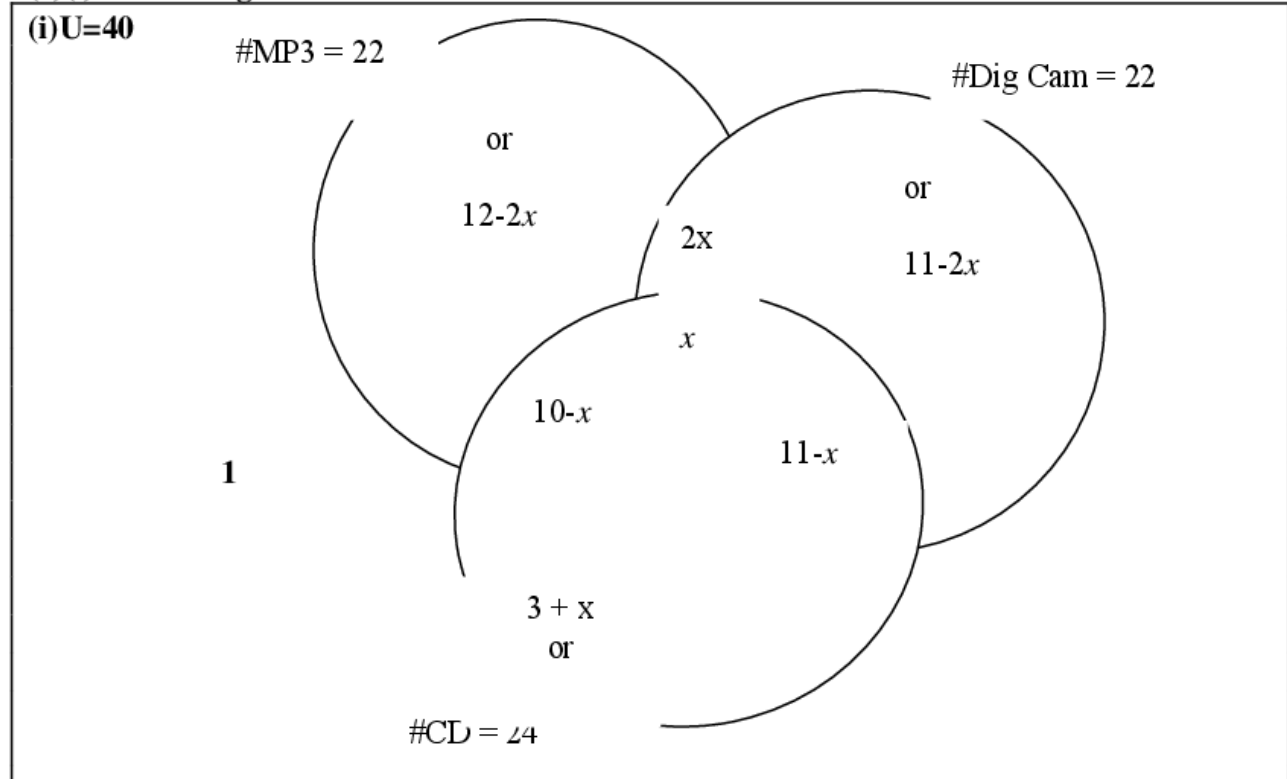 (i)U=40
#MP3 = 22
#Dig Cam = 22
or
or
12-2x
2x
11-2x
x
10-x
11-x
1
3 + x
or
#CD = 24